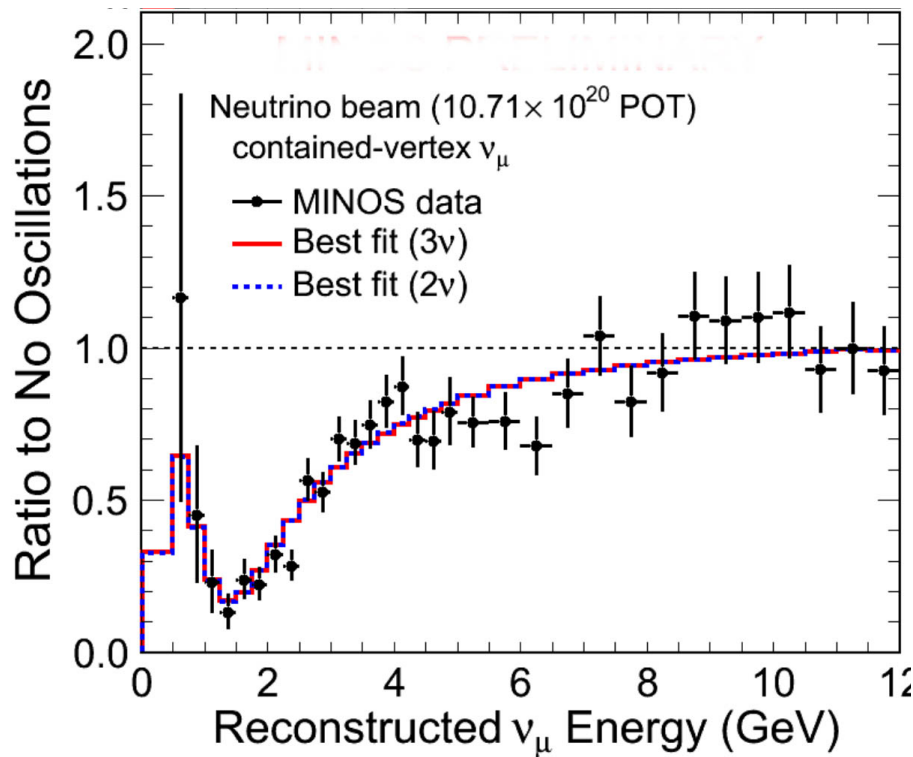 Ratio to No Oscillations
2.0
1.5
1.0
0.5
0.0
Neutrino beam (10.71× 10²⁰ POT)
contained-vertex νμ
MINOS data
Best fit (3ν)
Best fit (2ν)
0 2 4 6 8 10 12
Reconstructed νμ Energy (GeV)